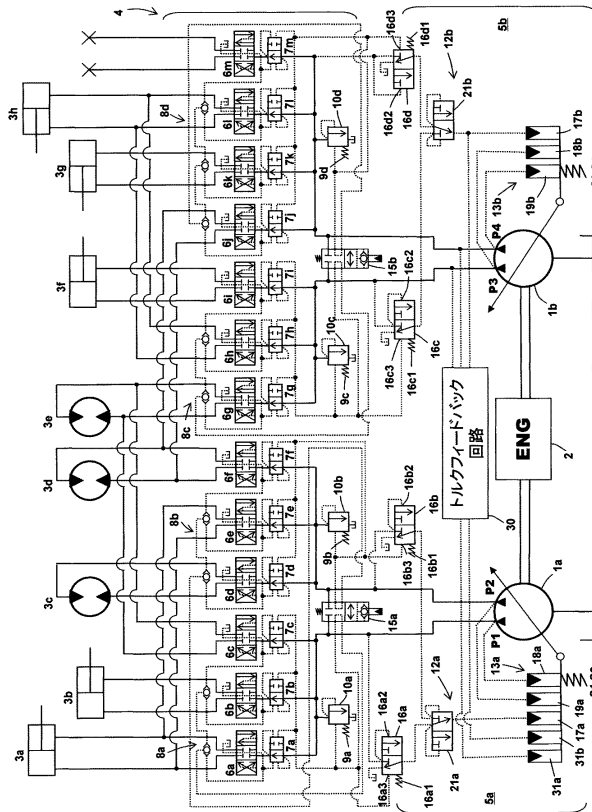 4
5b
3h
8d
6m
7m
6l
7l
10d
9d
16d3
16d1
16d2
16d
12b
21b
3g
6k
7k
6j
7j
13b
17b
18b
19b
3f
6i
7i
15b
16c2
P4
P3
1b
6h
7h
10c
9c
16c3
16c
16c1
3e
8c
6g
7g
トルクフィードバック
回路
30
ENG
2
3d
6f
7f
8b
6e
7e
10b
9b
16b2
16b
16b3
16b1
3c
6d
7d
15a
P2
P1
1a
6c
7c
13a
18a
19a
17a
31b
31a
3b
6b
7b
10a
9a
16a2
16a
12a
3a
8a
6a
7a
16a3
16a1
21a
5a